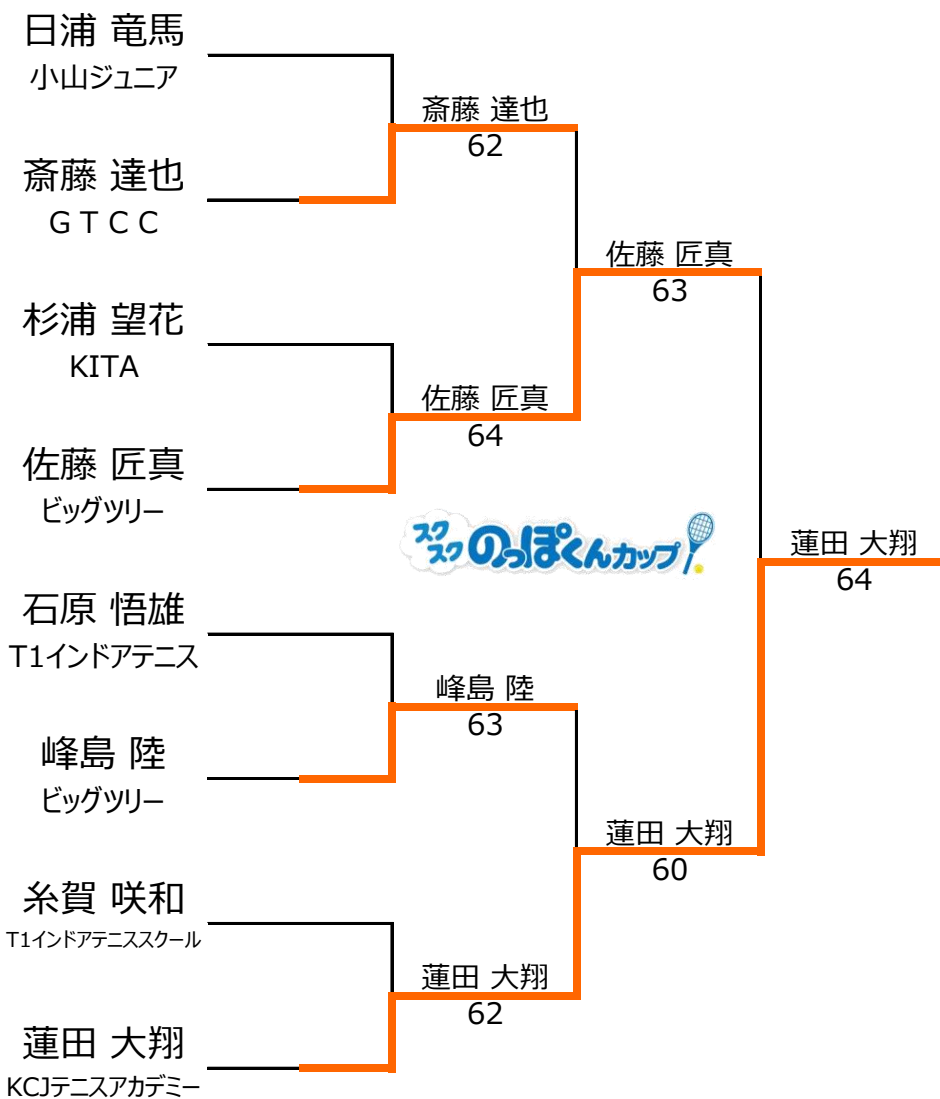 日浦 竜馬
小山ジュニア
斎藤 達也
62
斎藤 達也
ＧＴＣＣ
佐藤 匠真
63
杉浦 望花
KITA
佐藤 匠真
64
佐藤 匠真
ビッグツリー
スクスクのっぽくんカップ!
蓮田 大翔
64
石原 悟雄
T1インドアテニス
峰島 陸
63
峰島 陸
ビッグツリー
蓮田 大翔
60
糸賀 咲和
T1インドアテニススクール
蓮田 大翔
62
蓮田 大翔
KCJテニスアカデミー